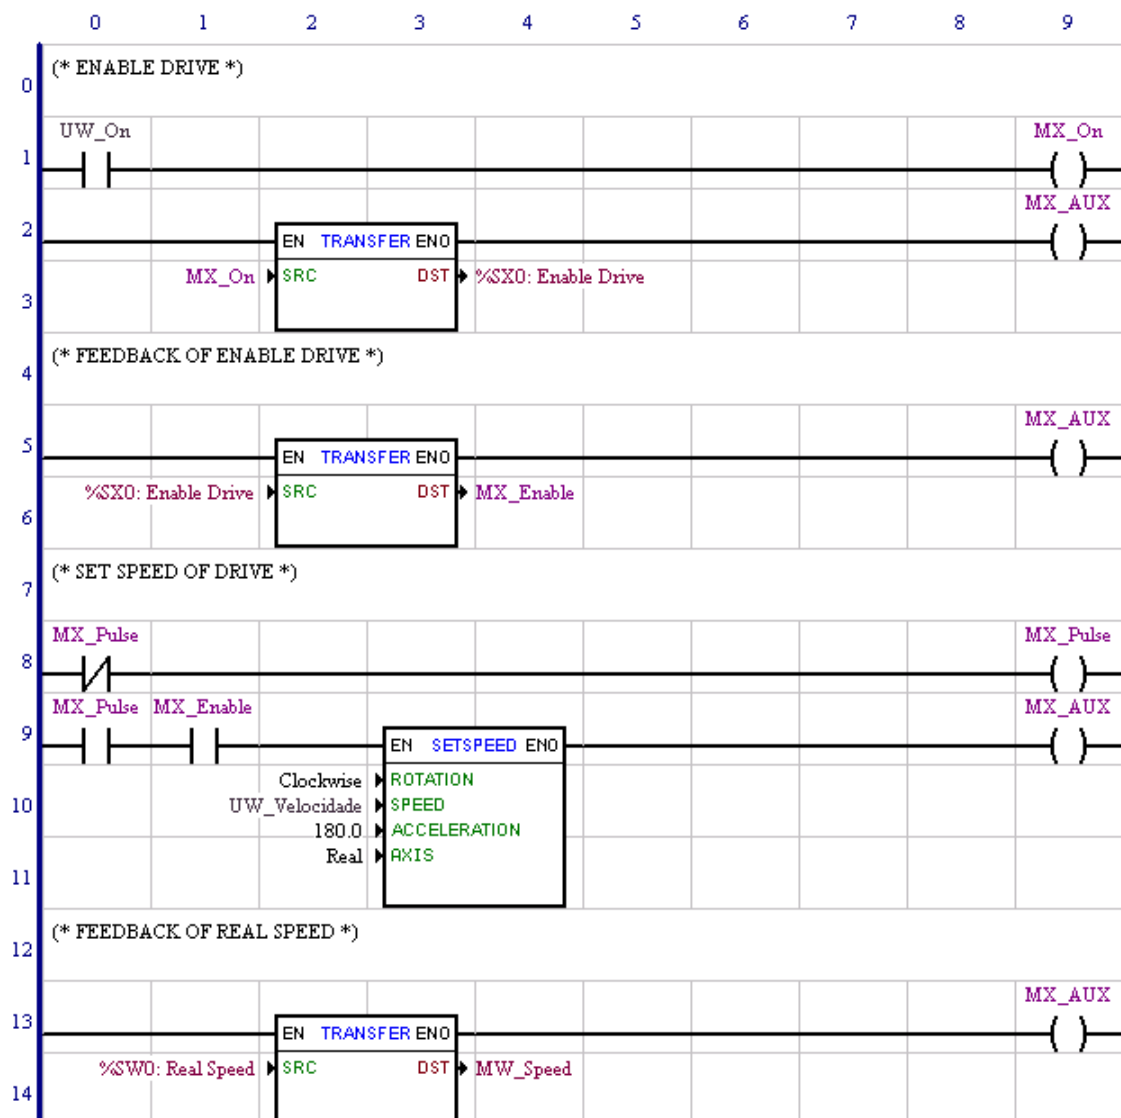 0 1 2 3 4 5 6 7 8 9
0 (* ENABLE DRIVE *)
UW_On MX_On
1
MX_AUX
2 EN TRANSFER ENO
MX_On SRC DST %SX0: Enable Drive
3
(* FEEDBACK OF ENABLE DRIVE *)
4
MX_AUX
5 EN TRANSFER ENO
%SX0: Enable Drive SRC DST MX_Enable
6
(* SET SPEED OF DRIVE *)
7
MX_Pulse MX_Pulse
8
MX_Pulse MX_Enable MX_AUX
9 EN SETSPEED ENO
Clockwise ROTATION
10 UW_Velocidade SPEED
180.0 ACCELERATION
Real AXIS
11
(* FEEDBACK OF REAL SPEED *)
12
MX_AUX
13 EN TRANSFER ENO
%SW0: Real Speed SRC DST MW_Speed
14